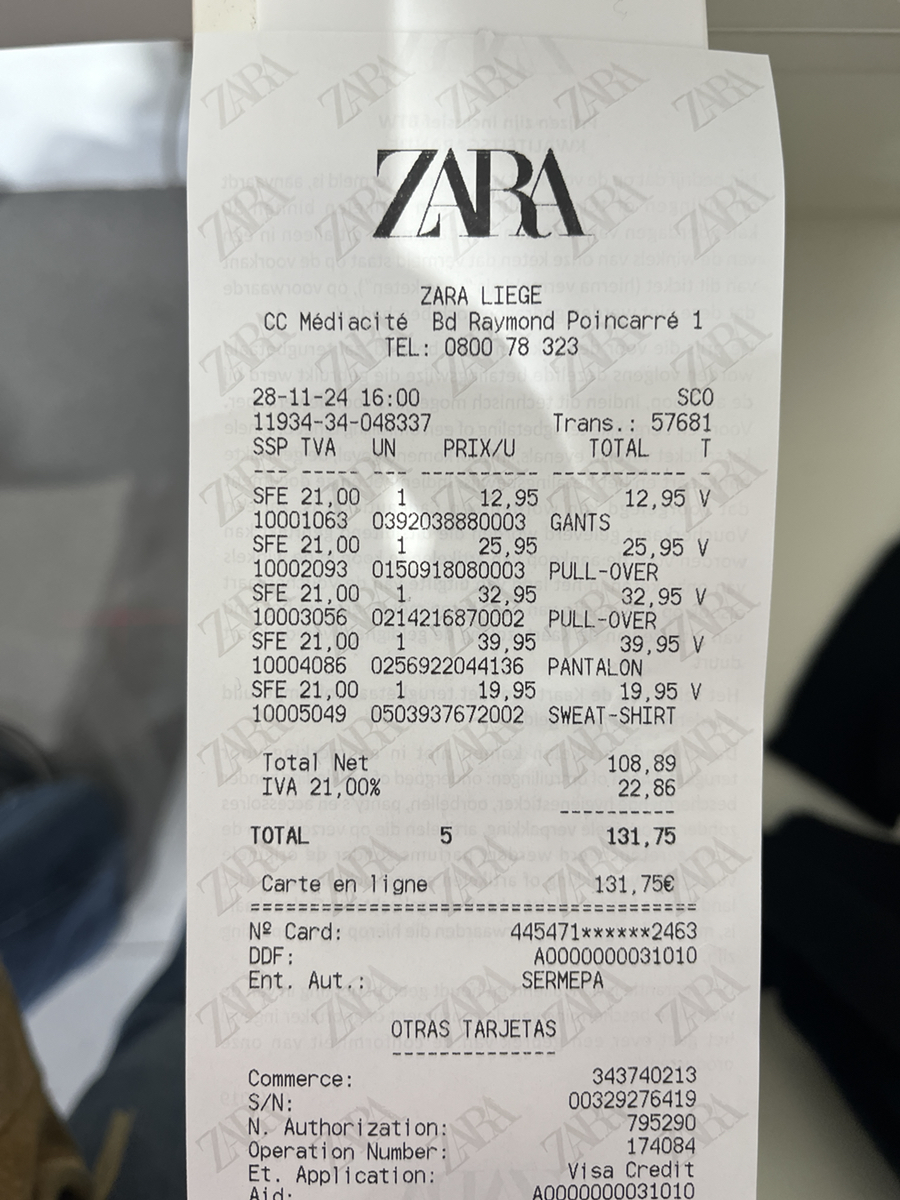 ZARA
ZARA LIEGE
CC Médiacité Bd Raymond Poincarré 1
TEL: 0800 78 323
28-11-24 16:00 SCO
11934-34-048337 Trans.: 57681
SSP TVA UN PRIX/U TOTAL T
--- ----- --- ----------- ------------- -
SFE 21,00 1 12,95 12,95 V
10001063 0392038880003 GANTS
SFE 21,00 1 25,95 25,95 V
10002093 0150918080003 PULL-OVER
SFE 21,00 1 32,95 32,95 V
10003056 0214216870002 PULL-OVER
SFE 21,00 1 39,95 39,95 V
10004086 0256922044136 PANTALON
SFE 21,00 1 19,95 19,95 V
10005049 0503937672002 SWEAT-SHIRT
Total Net 108,89
IVA 21,00% 22,86
----------
TOTAL 5 131,75
Carte en ligne 131,75€
========================================
Nº Card: 445471******2463
DDF: A0000000031010
Ent. Aut.: SERMEPA
OTRAS TARJETAS
--------------
Commerce: 343740213
S/N: 00329276419
N. Authorization: 795290
Operation Number: 174084
Et. Application: Visa Credit
Aid: A0000000031010